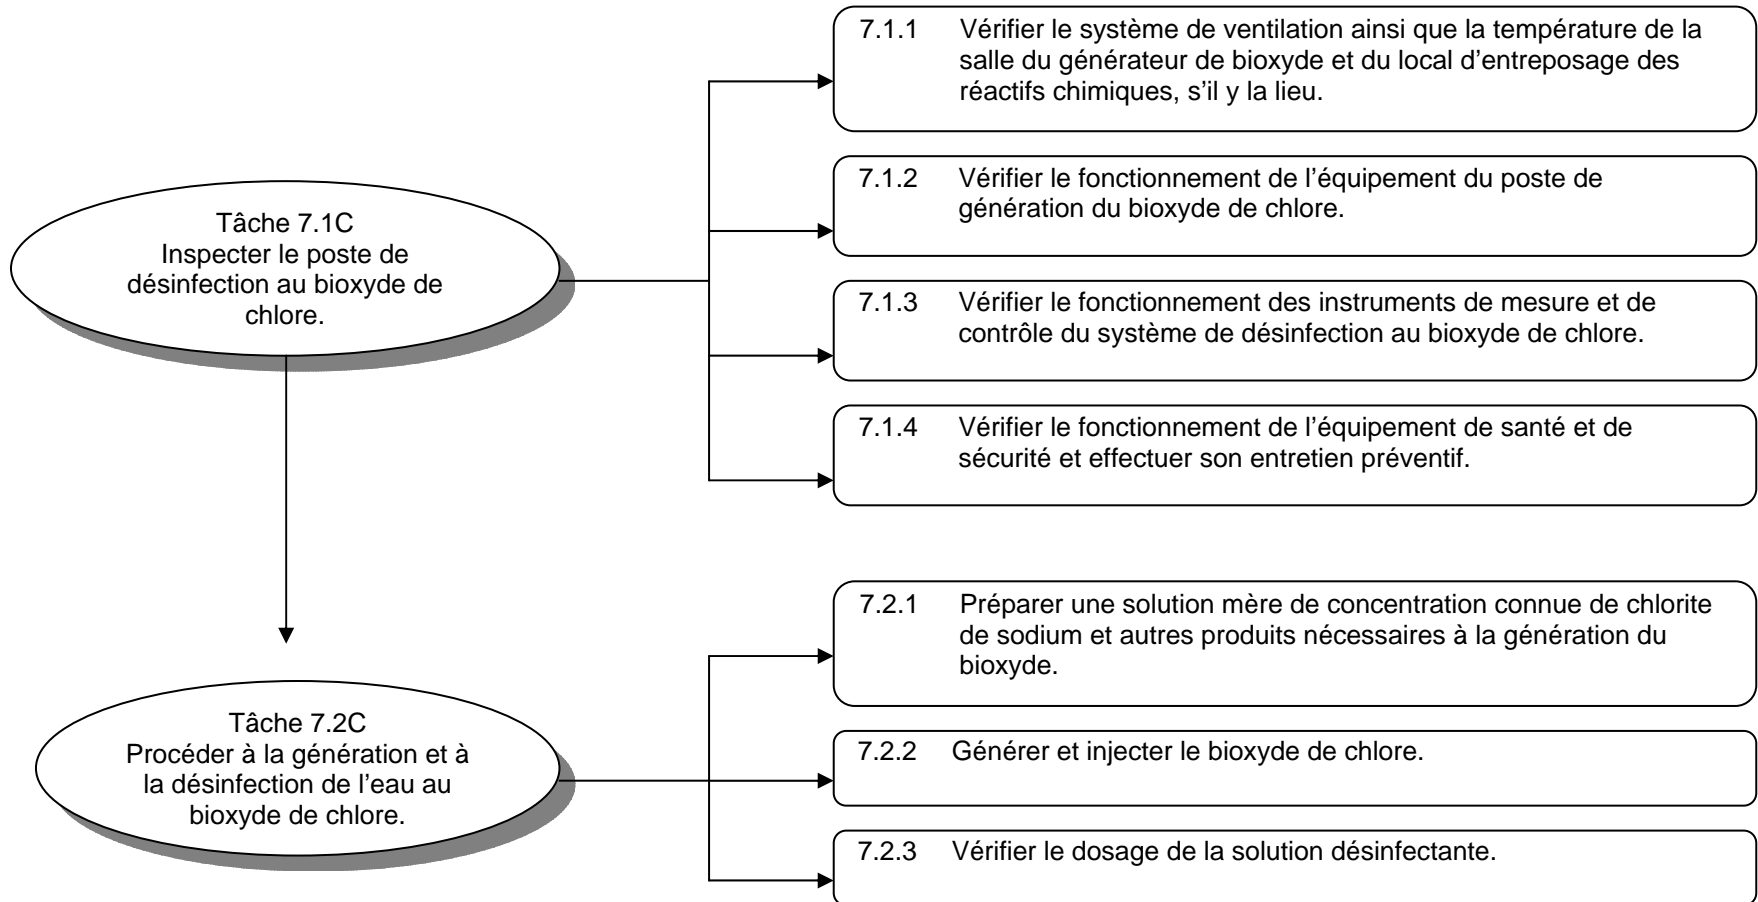 Tâche 7.1C
Inspecter le poste de
désinfection au bioxyde de
chlore.
7.1.1 Vérifier le système de ventilation ainsi que la température de la
salle du générateur de bioxyde et du local d’entreposage des
réactifs chimiques, s’il y la lieu.
7.1.2 Vérifier le fonctionnement de l’équipement du poste de
génération du bioxyde de chlore.
7.1.3 Vérifier le fonctionnement des instruments de mesure et de
contrôle du système de désinfection au bioxyde de chlore.
7.1.4 Vérifier le fonctionnement de l’équipement de santé et de
sécurité et effectuer son entretien préventif.
Tâche 7.2C
Procéder à la génération et à
la désinfection de l’eau au
bioxyde de chlore.
7.2.1 Préparer une solution mère de concentration connue de chlorite
de sodium et autres produits nécessaires à la génération du
bioxyde.
7.2.2 Générer et injecter le bioxyde de chlore.
7.2.3 Vérifier le dosage de la solution désinfectante.